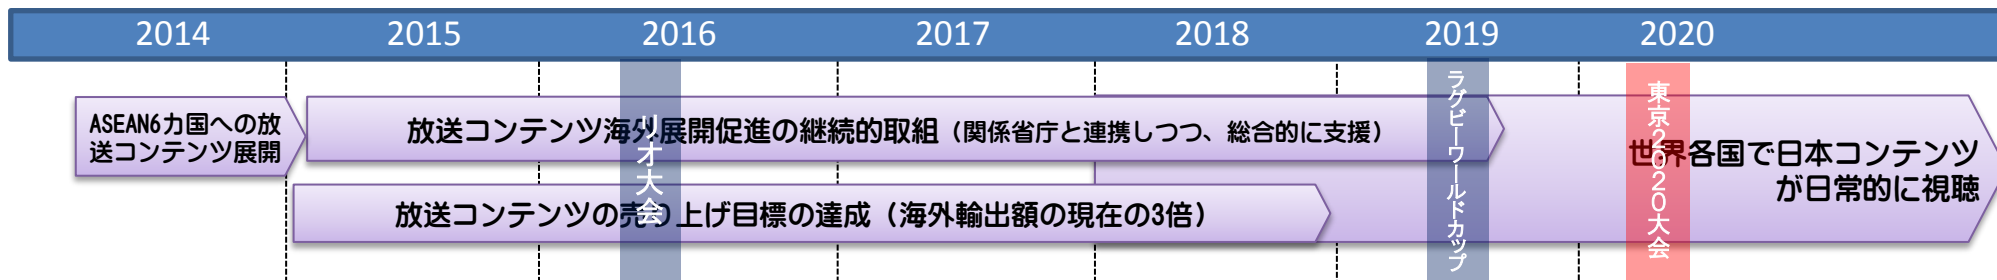 2014 2015 2016 2017 2018 2019 2020
ASEAN6カ国への放
送コンテンツ展開
放送コンテンツ海外展開促進の継続的取組（関係省庁と連携しつつ、総合的に支援）
放送コンテンツの売り上げ目標の達成（海外輸出額の現在の3倍）
リオ大会
ラグビーワールドカップ
東京2020大会
世界各国で日本コンテンツ
が日常的に視聴